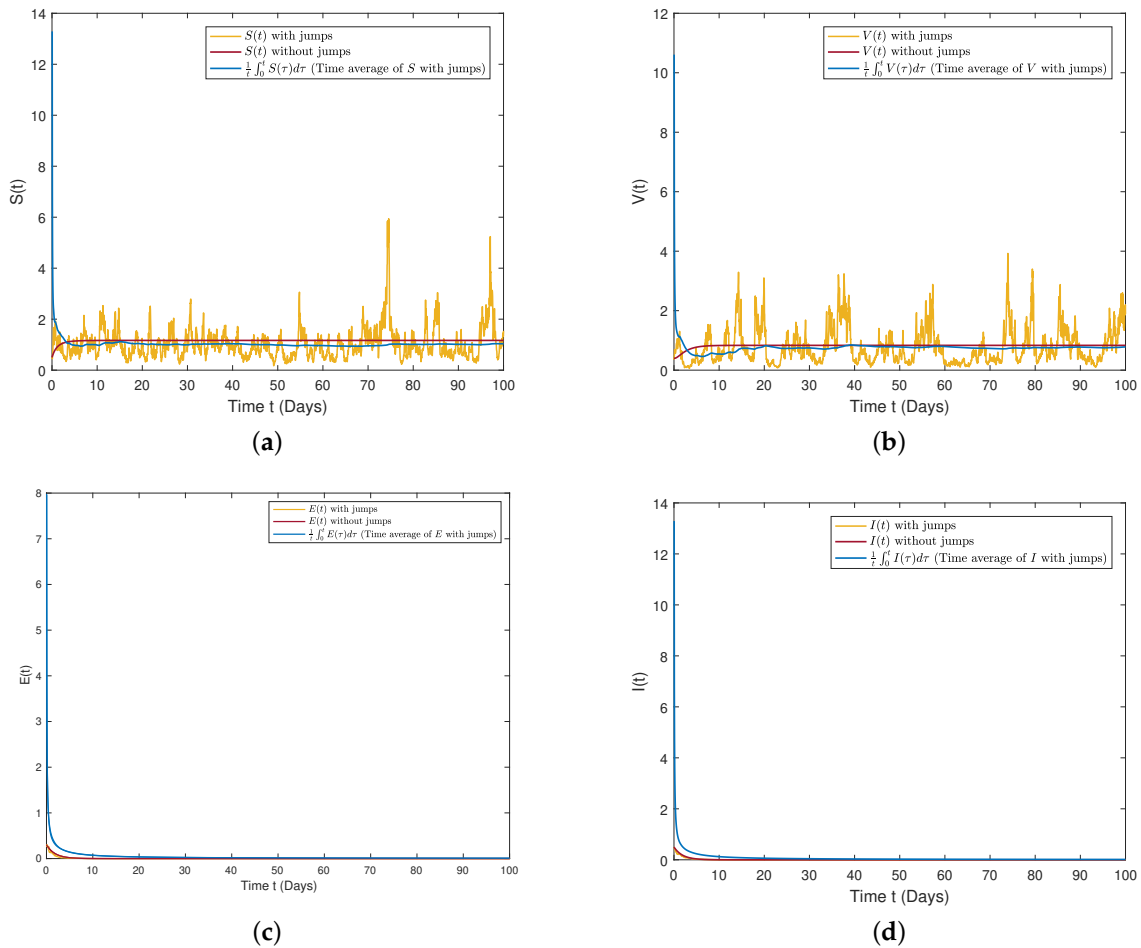 14
12
10
8
6
4
2
0
S(t)
S(t) with jumps
S(t) without jumps
1/t ∫₀ᵗ S(τ)dτ (Time average of S with jumps)
0 10 20 30 40 50 60 70 80 90 100
Time t (Days)
(a)
12
10
8
6
4
2
0
V(t)
V(t) with jumps
V(t) without jumps
1/t ∫₀ᵗ V(τ)dτ (Time average of V with jumps)
0 10 20 30 40 50 60 70 80 90 100
Time t (Days)
(b)
8
7
6
5
4
3
2
1
0
E(t)
E(t) with jumps
E(t) without jumps
1/t ∫₀ᵗ E(τ)dτ (Time average of E with jumps)
0 10 20 30 40 50 60 70 80 90 100
Time t (Days)
(c)
14
12
10
8
6
4
2
0
I(t)
I(t) with jumps
I(t) without jumps
1/t ∫₀ᵗ I(τ)dτ (Time average of I with jumps)
0 10 20 30 40 50 60 70 80 90 100
Time t (Days)
(d)